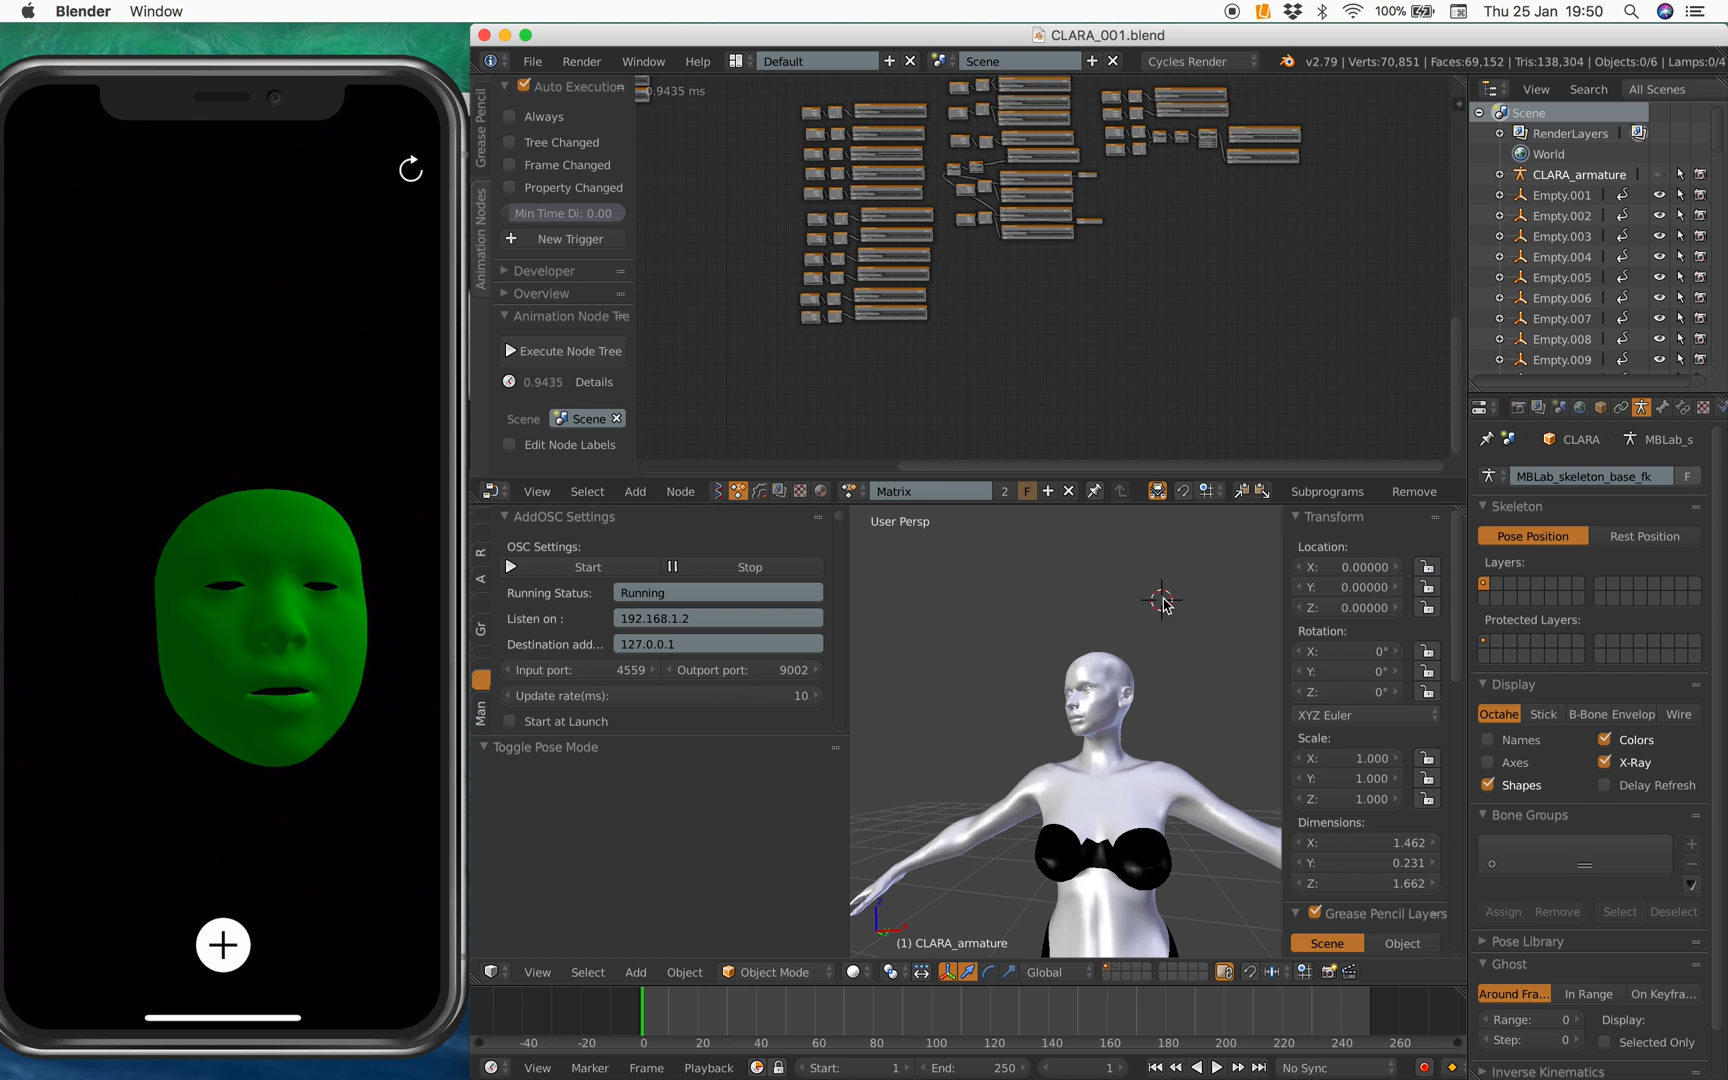 Blender Window
100% Thu 25 Jan 19:50
CLARA_001.blend
File Render Window Help Default Scene Cycles Render v2.79 | Verts:70,851 | Faces:69,152 | Tris:138,304 | Objects:0/6 | Lamps:0/4
Grease Pencil
Animation Nodes
Auto Execution
Always
Tree Changed
Frame Changed
Property Changed
Min Time Di: 0.00
New Trigger
Developer
Overview
Animation Node Tre
Execute Node Tree
0.9435 Details
Scene Scene
Edit Node Labels
0.9435 ms
View Select Add Node Matrix 2 F Subprograms Remove
View Search All Scenes
Scene
RenderLayers
World
CLARA_armature
Empty.001
Empty.002
Empty.003
Empty.004
Empty.005
Empty.006
Empty.007
Empty.008
Empty.009
CLARA MBLab_s
MBLab_skeleton_base_fk F
Skeleton
Pose Position Rest Position
Layers:
Protected Layers:
Display
Octahe Stick B-Bone Envelop Wire
Names Colors
Axes X-Ray
Shapes Delay Refresh
Bone Groups
Assign Remove Select Deselect
Pose Library
Ghost
Around Fra... In Range On Keyfra...
Range: 0 Display:
Step: 0 Selected Only
Inverse Kinematics
R
A
Gr
Man
AddOSC Settings
OSC Settings:
Start Stop
Running Status: Running
Listen on : 192.168.1.2
Destination add... 127.0.0.1
Input port: 4559 Outport port: 9002
Update rate(ms): 10
Start at Launch
Toggle Pose Mode
User Persp
(1) CLARA_armature
Transform
Location:
X: 0.00000
Y: 0.00000
Z: 0.00000
Rotation:
X: 0°
Y: 0°
Z: 0°
XYZ Euler
Scale:
X: 1.000
Y: 1.000
Z: 1.000
Dimensions:
X: 1.462
Y: 0.231
Z: 1.662
Grease Pencil Layers
Scene Object
View Select Add Object Object Mode Global
-40 -20 0 20 40 60 80 100 120 140 160 180 200 220 240 260
View Marker Frame Playback Start: 1 End: 250 1 No Sync